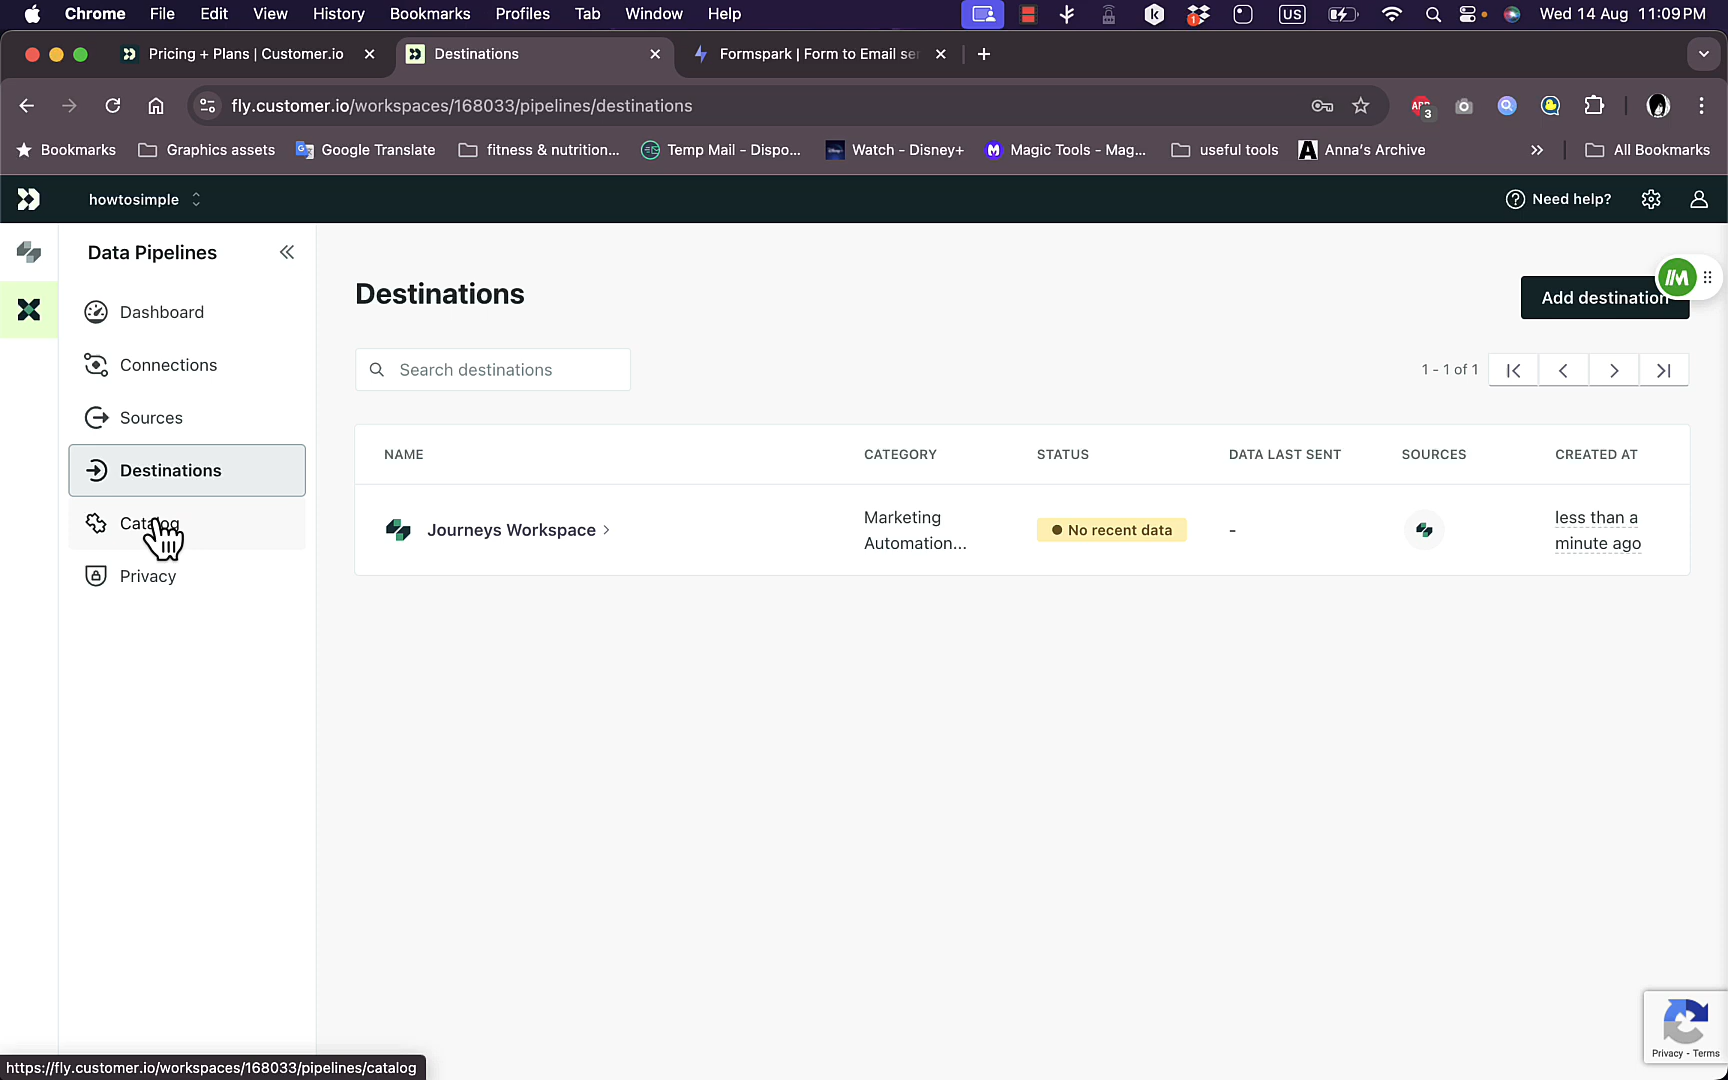 Chrome File Edit View History Bookmarks Profiles Tab Window Help US Wed 14 Aug 11:09 PM
Pricing + Plans | Customer.io Destinations Formspark | Form to Email se
fly.customer.io/workspaces/168033/pipelines/destinations
Bookmarks Graphics assets Google Translate fitness & nutrition... Temp Mail - Dispo... Watch - Disney+ Magic Tools - Mag... useful tools Anna's Archive All Bookmarks
howtosimple Need help?
Data Pipelines
Dashboard
Connections
Sources
Destinations
Catalog
Privacy
Destinations
Add destination
Search destinations
1 - 1 of 1
NAME CATEGORY STATUS DATA LAST SENT SOURCES CREATED AT
Journeys Workspace Marketing Automation... No recent data - less than a minute ago
Privacy - Terms
https://fly.customer.io/workspaces/168033/pipelines/catalog